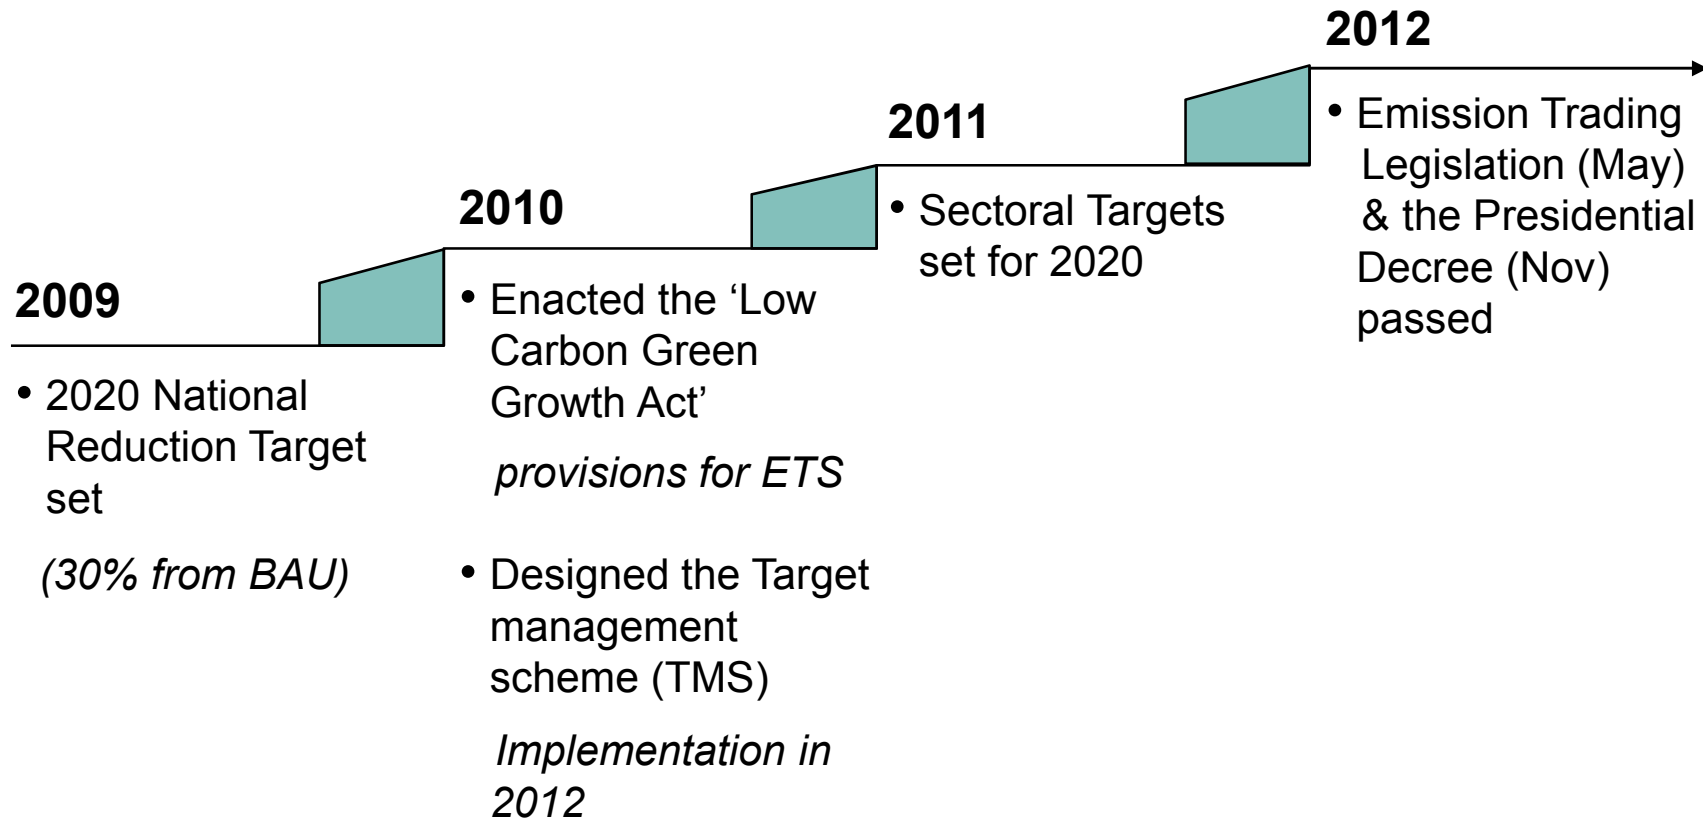 2009
• 2020 National
Reduction Target
set
(30% from BAU)
2010
• Enacted the ‘Low
Carbon Green
Growth Act’
provisions for ETS
• Designed the Target
management
scheme (TMS)
Implementation in
2012
2011
• Sectoral Targets
set for 2020
2012
• Emission Trading
Legislation (May)
& the Presidential
Decree (Nov)
passed